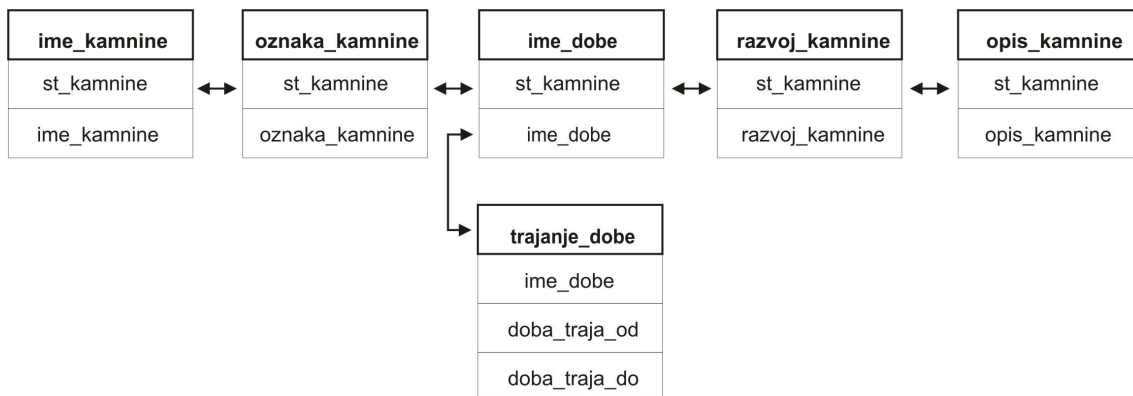 ime_kamnine
oznaka_kamnine
ime_dobe
razvoj_kamnine
opis_kamnine
st_kamnine
st_kamnine
st_kamnine
st_kamnine
st_kamnine
ime_kamnine
oznaka_kamnine
ime_dobe
razvoj_kamnine
opis_kamnine
trajanje_dobe
ime_dobe
doba_traja_od
doba_traja_do